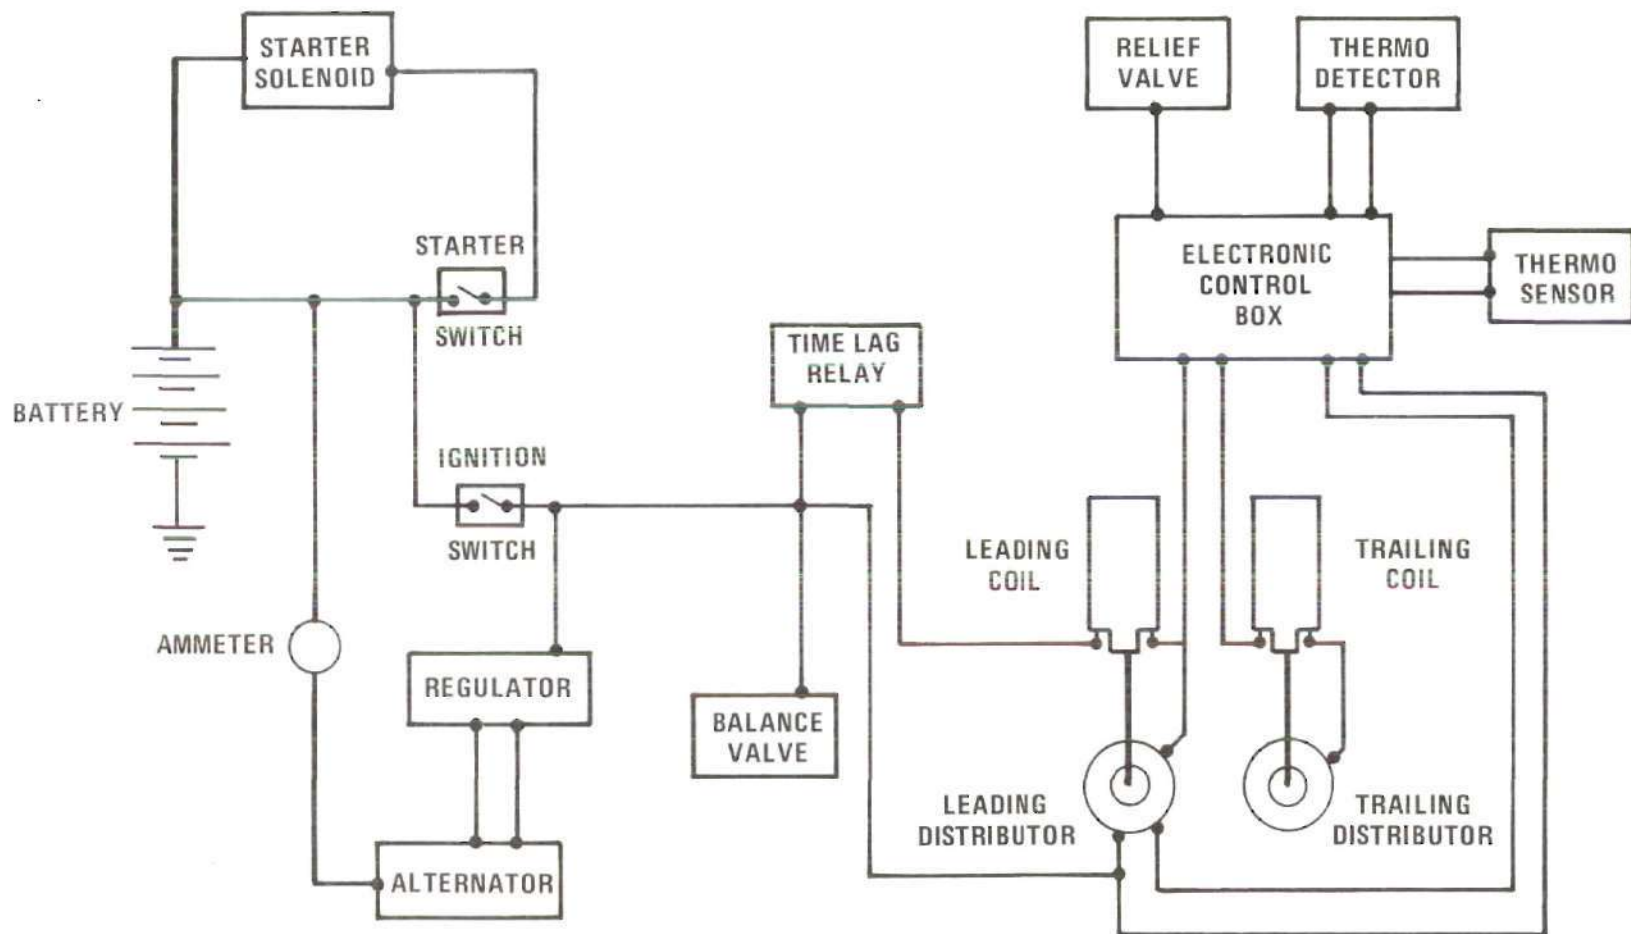 STARTER
SOLENOID
RELIEF
VALVE
THERMO
DETECTOR
STARTER
SWITCH
ELECTRONIC
CONTROL
BOX
THERMO
SENSOR
TIME LAG
RELAY
BATTERY
IGNITION
SWITCH
LEADING
COIL
TRAILING
COIL
AMMETER
REGULATOR
BALANCE
VALVE
LEADING
DISTRIBUTOR
TRAILING
DISTRIBUTOR
ALTERNATOR